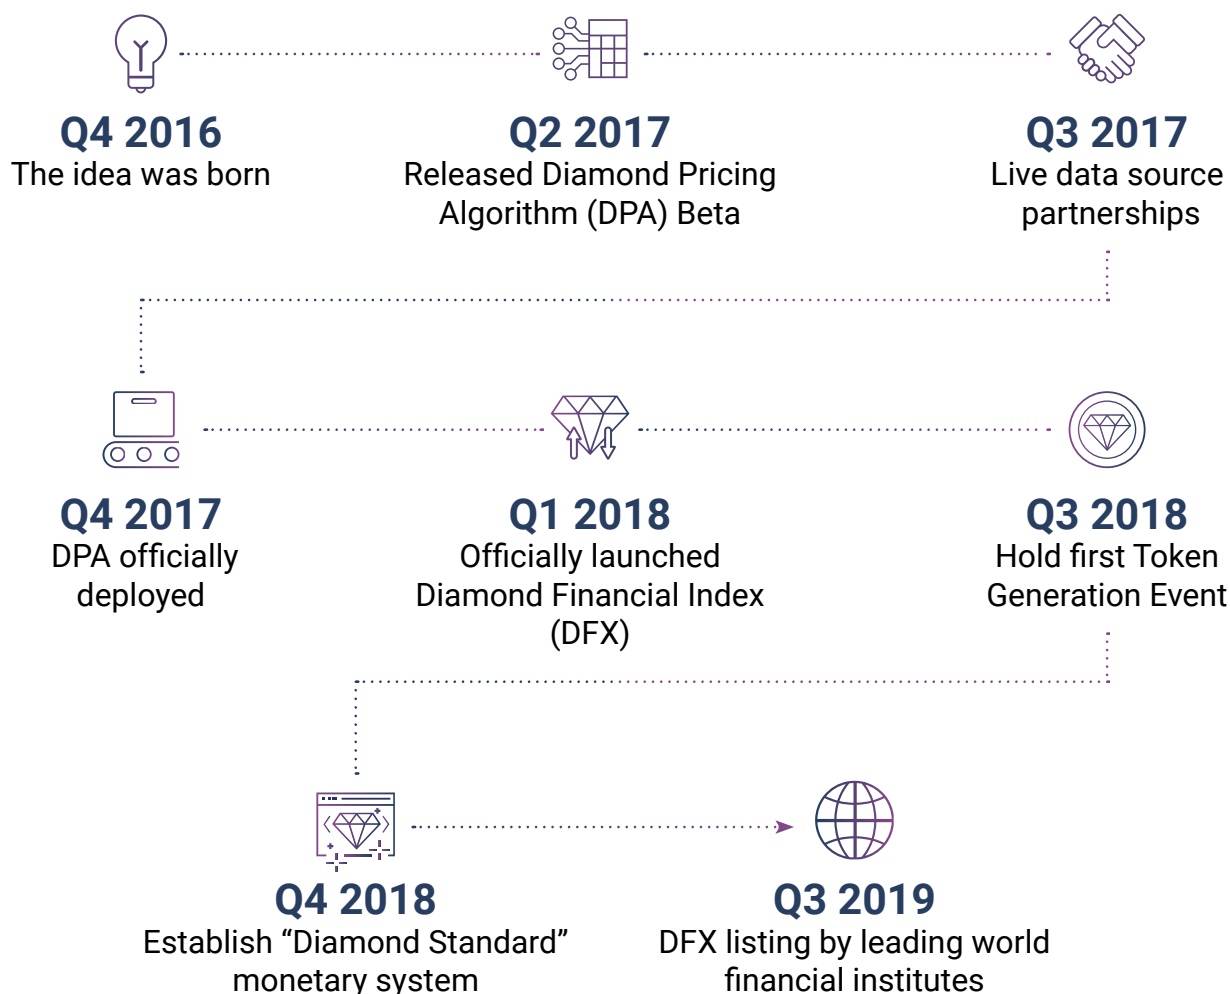 Q4 2016
The idea was born
Q2 2017
Released Diamond Pricing
Algorithm (DPA) Beta
Q3 2017
Live data source
partnerships
Q4 2017
DPA officially
deployed
Q1 2018
Officially launched
Diamond Financial Index
(DFX)
Q3 2018
Hold first Token
Generation Event
Q4 2018
Establish “Diamond Standard”
monetary system
Q3 2019
DFX listing by leading world
financial institutes